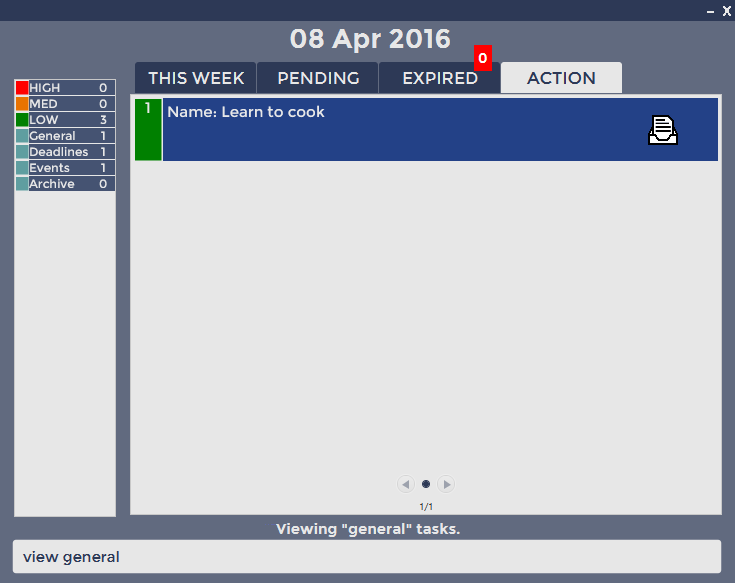 – X
08 Apr 2016
0
THIS WEEK PENDING EXPIRED ACTION
HIGH 0
MED 0
LOW 3
General 1
Deadlines 1
Events 1
Archive 0
1 Name: Learn to cook
1/1
Viewing "general" tasks.
view general